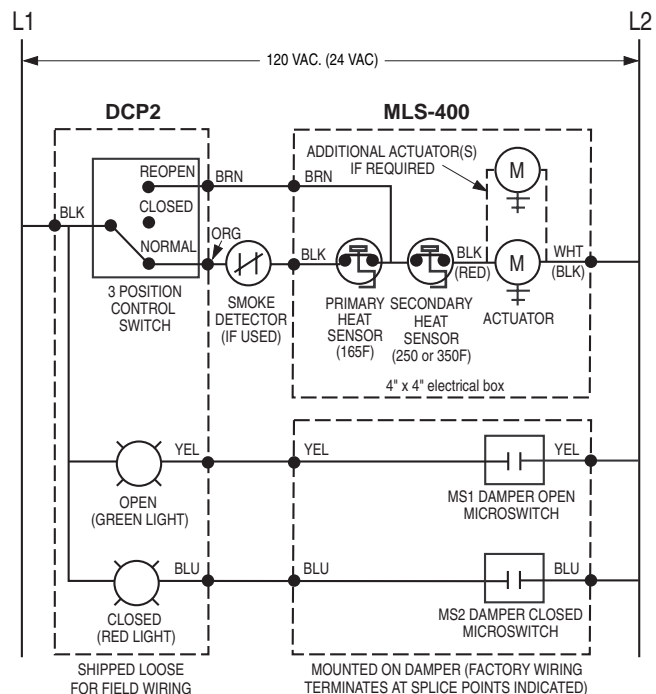 L1
L2
120 VAC. (24 VAC)
DCP2
MLS-400
REOPEN
CLOSED
NORMAL
BLK
BRN
ORG
3 POSITION
CONTROL
SWITCH
SMOKE
DETECTOR
(IF USED)
ADDITIONAL ACTUATOR(S)
IF REQUIRED
BRN
BLK
PRIMARY
HEAT
SENSOR
(165F)
SECONDARY
HEAT
SENSOR
(250 or 350F)
BLK
(RED)
M
M
ACTUATOR
WHT
(BLK)
4" x 4" electrical box
YEL
YEL
YEL
OPEN
(GREEN LIGHT)
MS1 DAMPER OPEN
MICROSWITCH
BLU
BLU
BLU
CLOSED
(RED LIGHT)
MS2 DAMPER CLOSED
MICROSWITCH
SHIPPED LOOSE
FOR FIELD WIRING
MOUNTED ON DAMPER (FACTORY WIRING
TERMINATES AT SPLICE POINTS INDICATED)